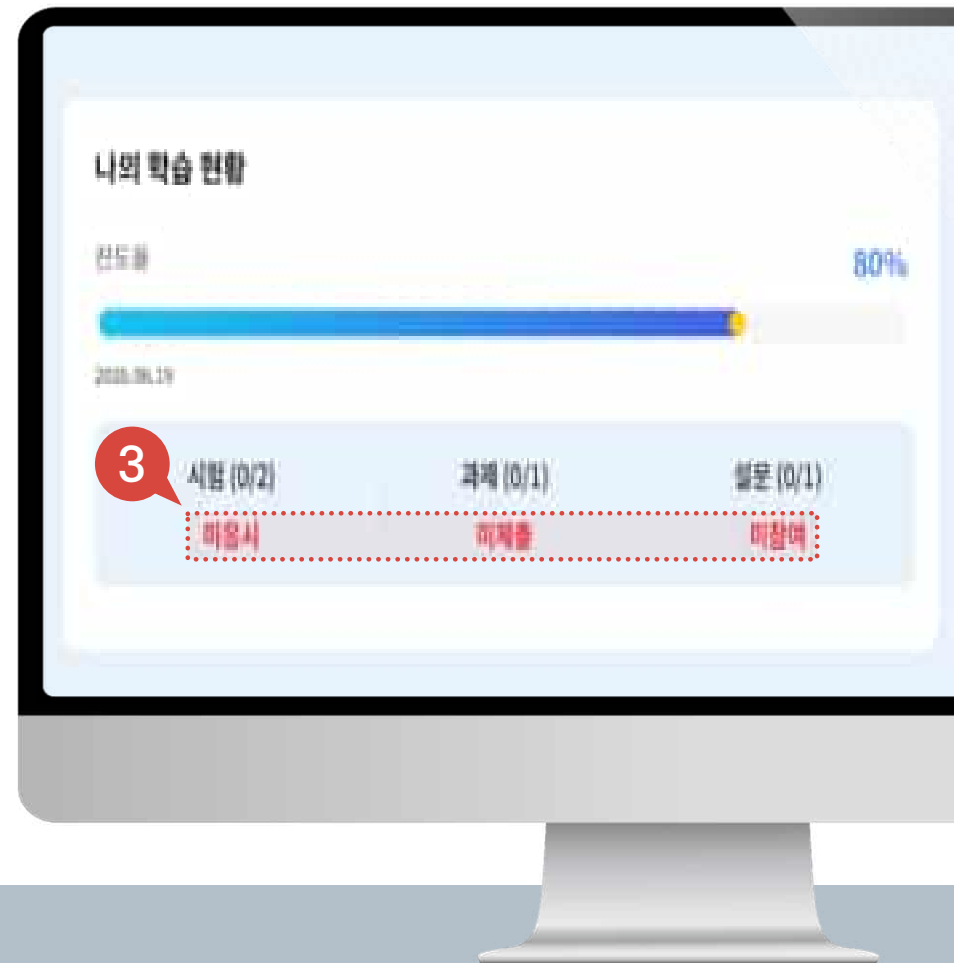 나의 학습 현황
진도율
80%
3
시험 (0/2) 과제 (0/1) 설문 (0/1)
미응시 미제출 미참여